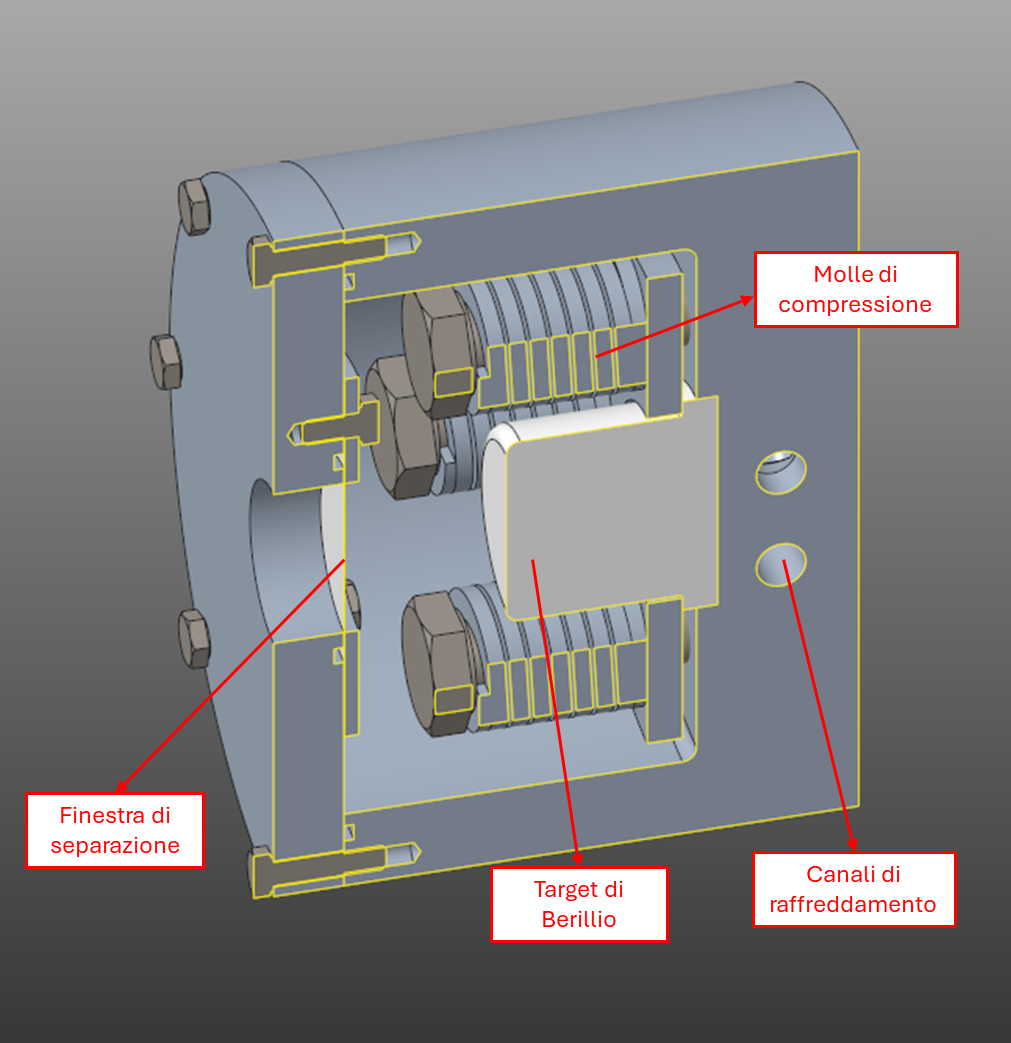 Molle di
compressione
Finestra di
separazione
Target di
Berillio
Canali di
raffreddamento